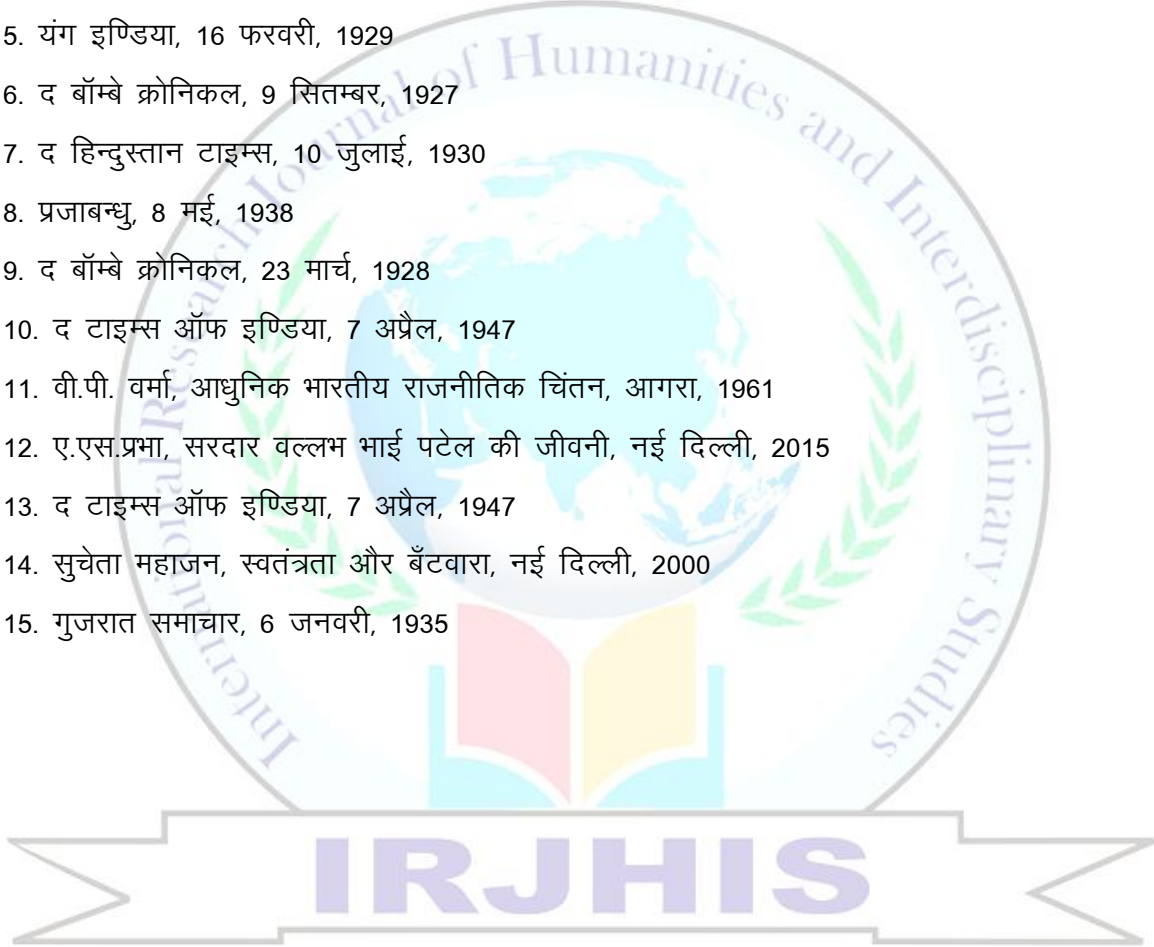 5. यंग इण्डिया, 16 फरवरी, 1929
6. द बॉम्बे क्रोनिकल, 9 सितम्बर, 1927
7. द हिन्दुस्तान टाइम्स, 10 जुलाई, 1930
8. प्रजाबन्धु, 8 मई, 1938
9. द बॉम्बे क्रोनिकल, 23 मार्च, 1928
10. द टाइम्स ऑफ इण्डिया, 7 अप्रैल, 1947
11. वी.पी. वर्मा, आधुनिक भारतीय राजनीतिक चिंतन, आगरा, 1961
12. ए.एस.प्रभा, सरदार वल्लभ भाई पटेल की जीवनी, नई दिल्ली, 2015
13. द टाइम्स ऑफ इण्डिया, 7 अप्रैल, 1947
14. सुचेता महाजन, स्वतंत्रता और बँटवारा, नई दिल्ली, 2000
15. गुजरात समाचार, 6 जनवरी, 1935
International Research Journal of Humanities and Interdisciplinary Studies
IRJHIS